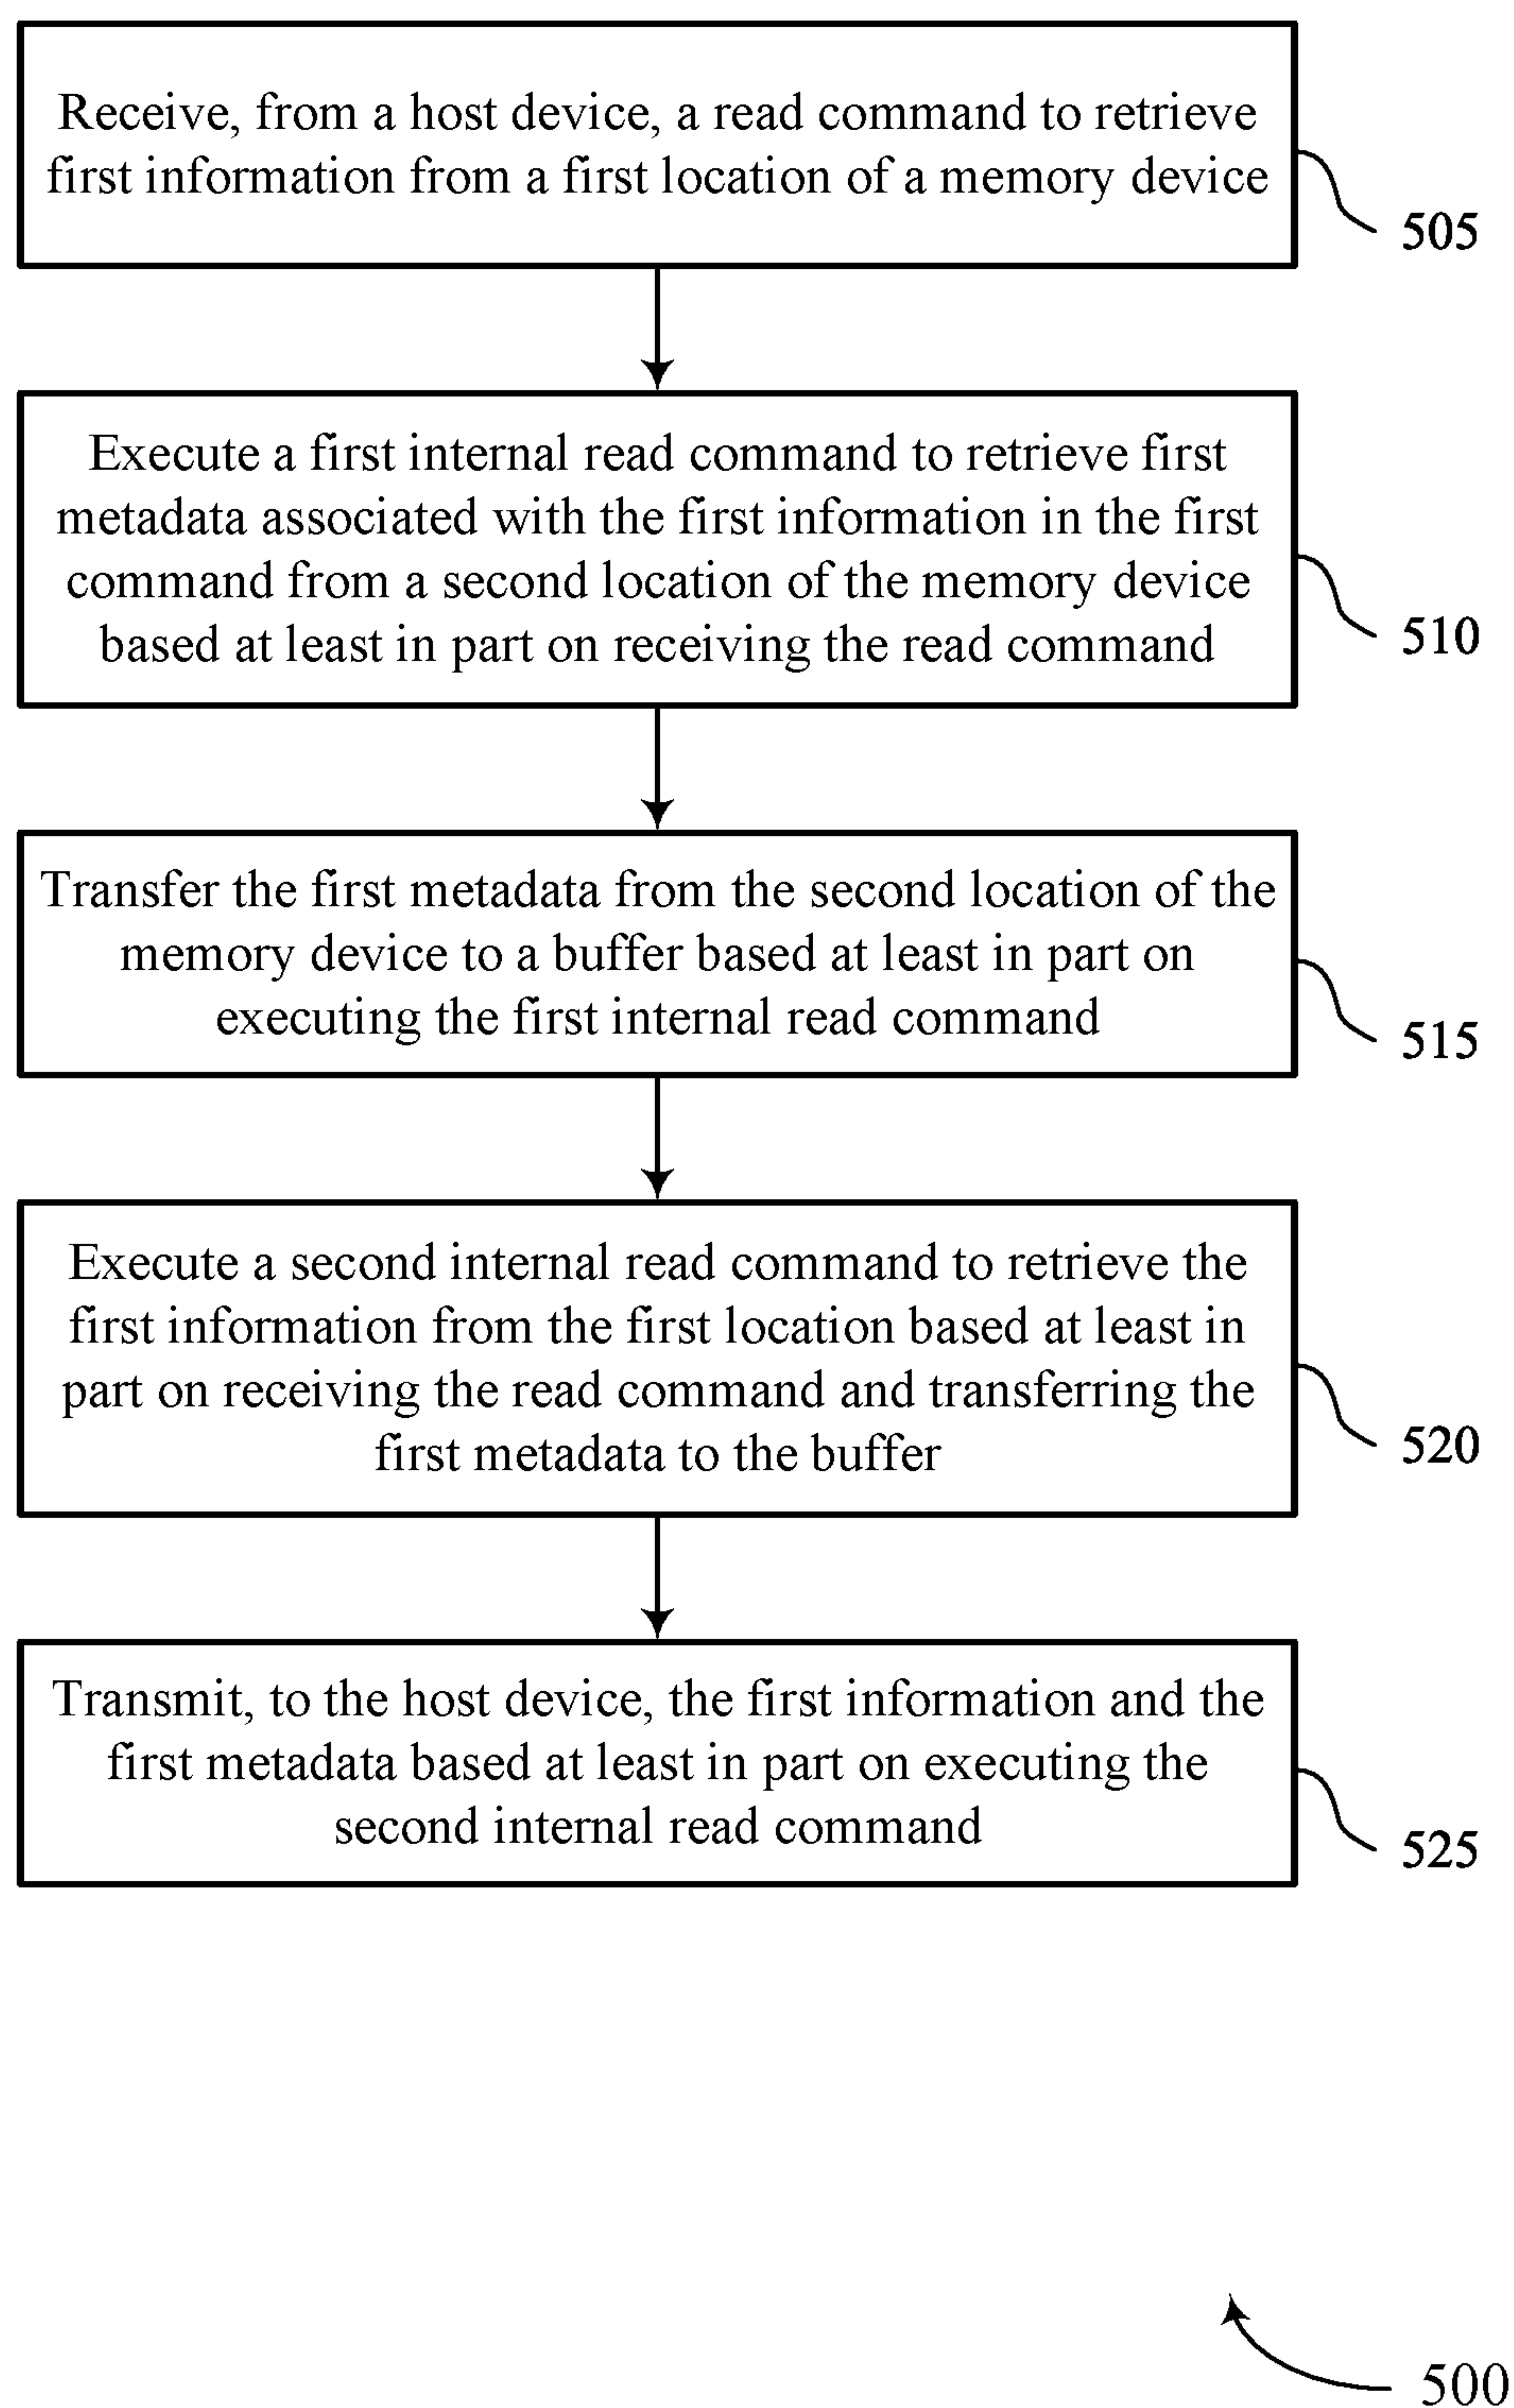 Receive, from a host device, a read command to retrieve
first information from a first location of a memory device
505
Execute a first internal read command to retrieve first
metadata associated with the first information in the first
command from a second location of the memory device
based at least in part on receiving the read command
510
Transfer the first metadata from the second location of the
memory device to a buffer based at least in part on
executing the first internal read command
515
Execute a second internal read command to retrieve the
first information from the first location based at least in
part on receiving the read command and transferring the
first metadata to the buffer
520
Transmit, to the host device, the first information and the
first metadata based at least in part on executing the
second internal read command
525
500